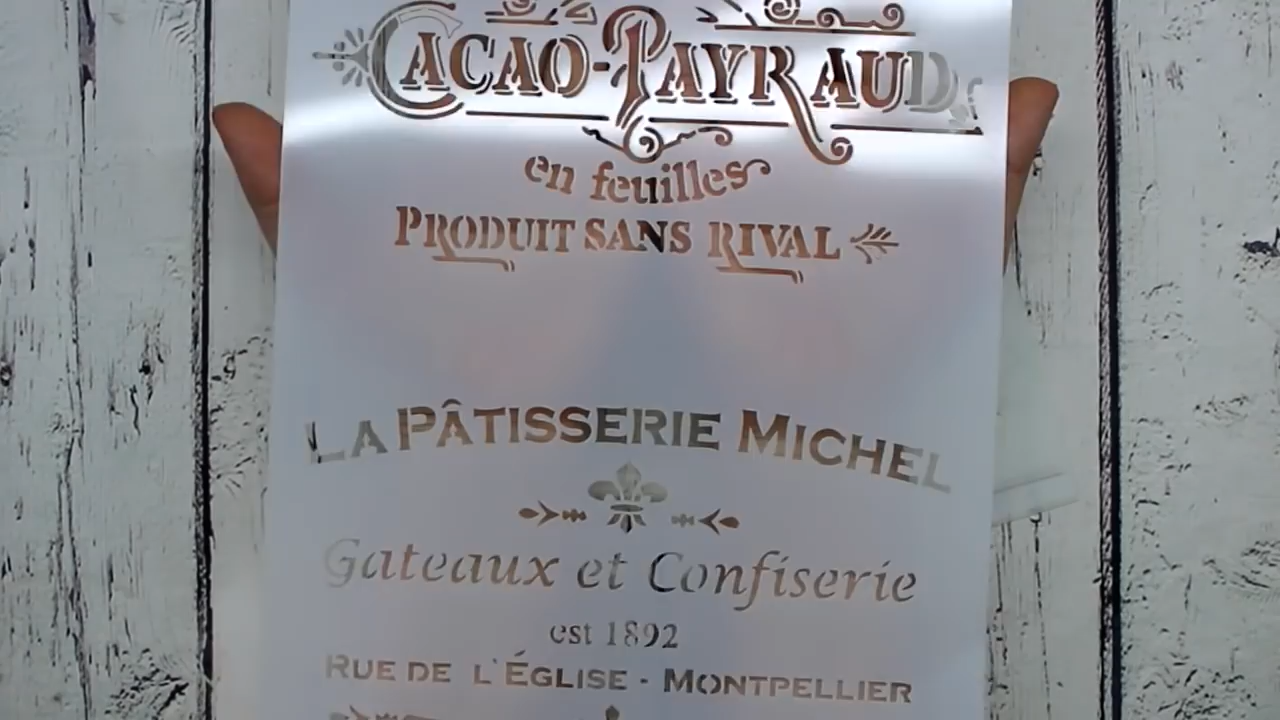 CACAO-PAYRAUD
en feuilles
PRODUIT SANS RIVAL
LA PÂTISSERIE MICHEL
Gateaux et Confiserie
est 1892
RUE DE L'ÉGLISE - MONTPELLIER